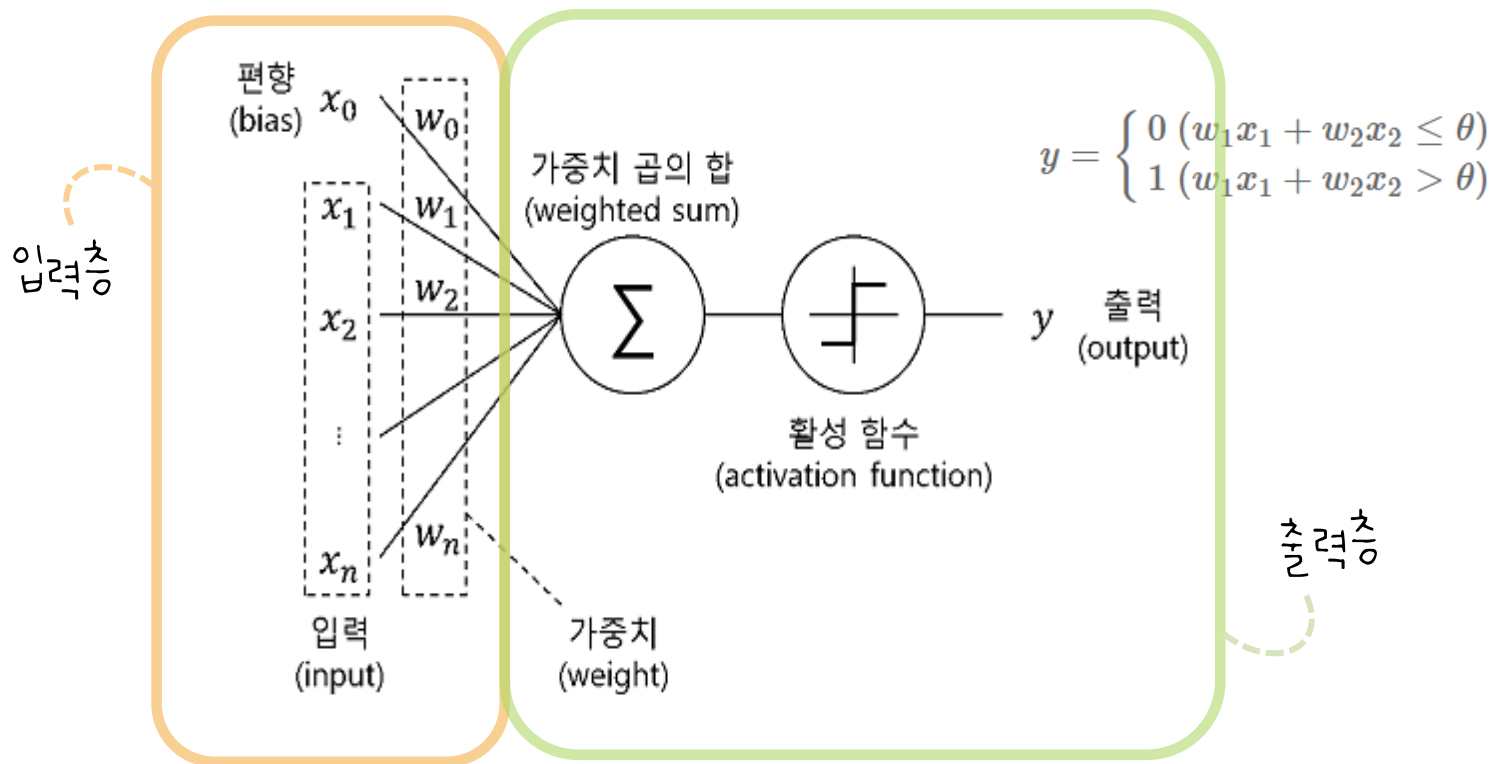 편향
(bias)
x₀
w₀
y = { 0 (w₁x₁ + w₂x₂ ≤ θ)
1 (w₁x₁ + w₂x₂ > θ)
가중치 곱의 합
(weighted sum)
x₁
w₁
입력층
x₂
w₂
∑
y
출력
(output)
⋮
활성 함수
(activation function)
xₙ
wₙ
출력층
입력
(input)
가중치
(weight)